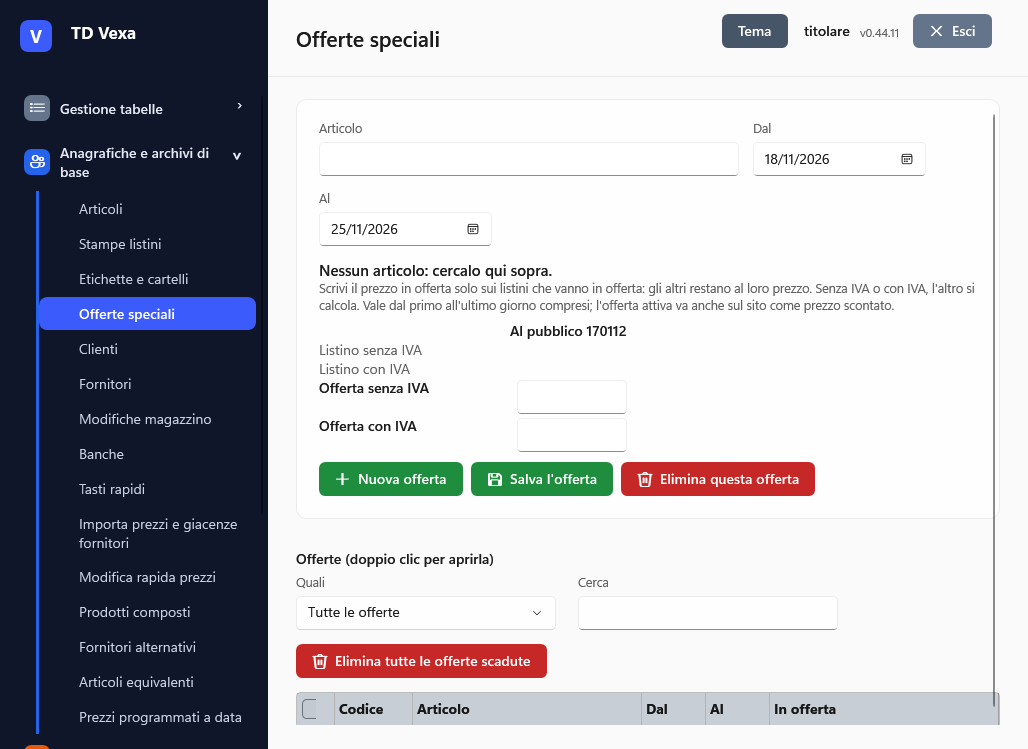 V
TD Vexa
Gestione tabelle
Anagrafiche e archivi di
base
Articoli
Stampe listini
Etichette e cartelli
Offerte speciali
Clienti
Fornitori
Modifiche magazzino
Banche
Tasti rapidi
Importa prezzi e giacenze
fornitori
Modifica rapida prezzi
Prodotti composti
Fornitori alternativi
Articoli equivalenti
Prezzi programmati a data
Offerte speciali
Tema
titolare v0.44.11
Esci
Articolo
Dal
18/11/2026
Al
25/11/2026
Nessun articolo: cercalo qui sopra.
Scrivi il prezzo in offerta solo sui listini che vanno in offerta: gli altri restano al loro prezzo. Senza IVA o con IVA, l'altro si
calcola. Vale dal primo all'ultimo giorno compresi; l'offerta attiva va anche sul sito come prezzo scontato.
Al pubblico 170112
Listino senza IVA
Listino con IVA
Offerta senza IVA
Offerta con IVA
Nuova offerta
Salva l'offerta
Elimina questa offerta
Offerte (doppio clic per aprirla)
Quali
Cerca
Tutte le offerte
Elimina tutte le offerte scadute
Codice Articolo Dal Al In offerta